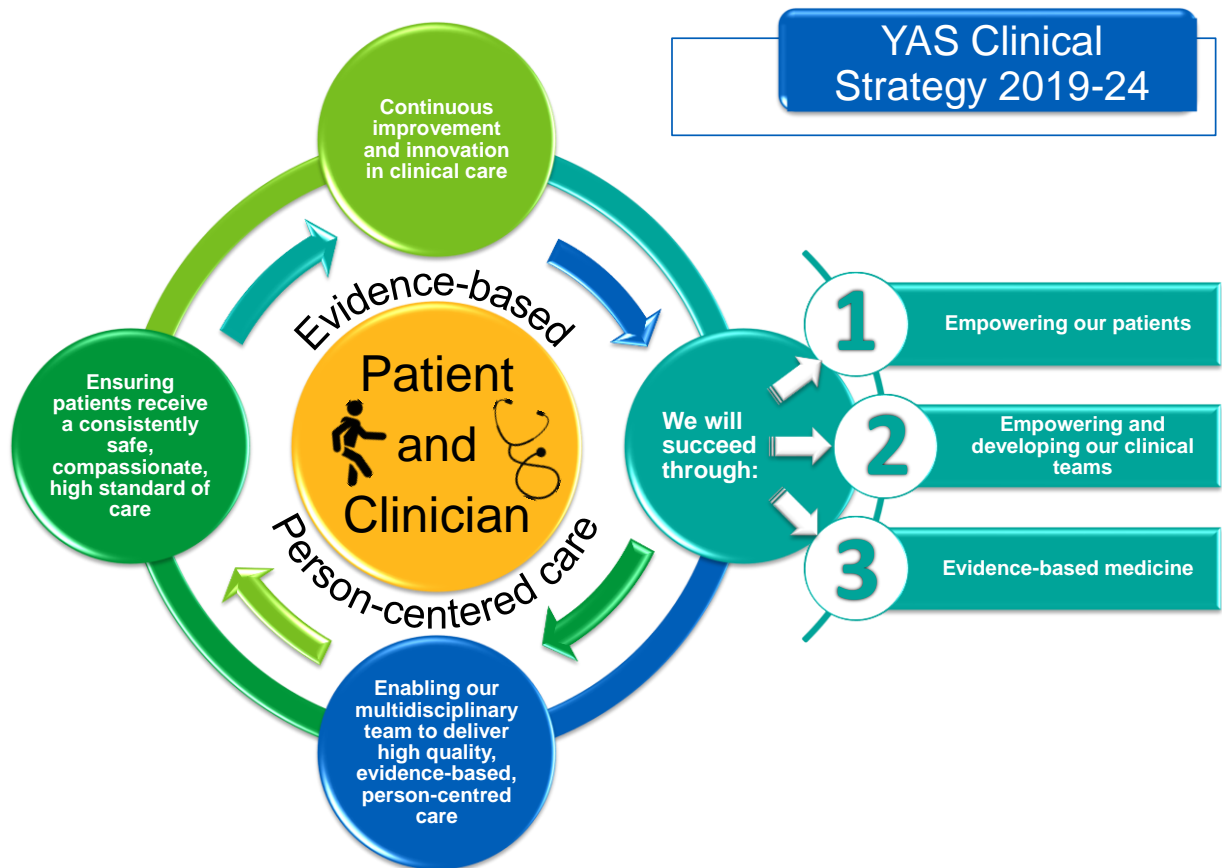 YAS Clinical
Strategy 2019-24
Continuous
improvement
and innovation
in clinical care
Evidence-based
Patient
and
Clinician
Person-centered care
Ensuring
patients receive
a consistently
safe,
compassionate,
high standard of
care
We will
succeed
through:
1
Empowering our patients
2
Empowering and
developing our clinical
teams
3
Evidence-based medicine
Enabling our
multidisciplinary
team to deliver
high quality,
evidence-based,
person-centred
care